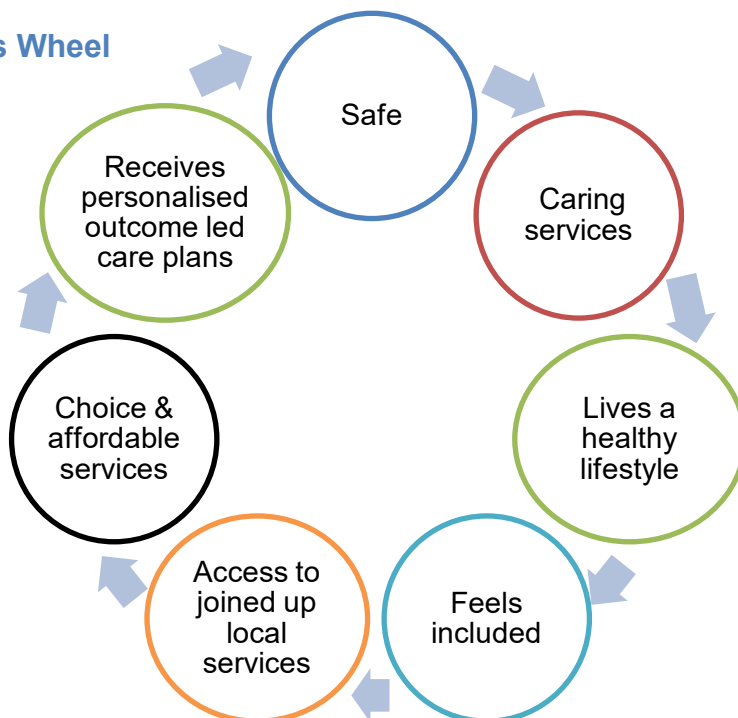 s Wheel
Safe
Caring
services
Lives a
healthy
lifestyle
Feels
included
Access to
joined up
local
services
Choice &
affordable
services
Receives
personalised
outcome led
care plans